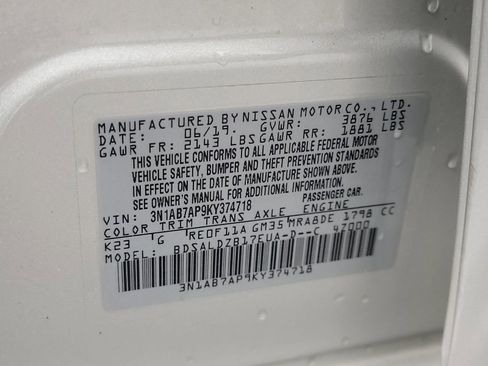 MANUFACTURED BY NISSAN MOTOR CO., LTD.
DATE: 06/19. GVWR: 3876 LBS
GAWR FR: 2143 LBS GAWR RR: 1881 LBS
THIS VEHICLE CONFORMS TO ALL APPLICABLE FEDERAL MOTOR
VEHICLE SAFETY, BUMPER AND THEFT PREVENTION STANDARDS
IN EFFECT ON THE DATE OF MANUFACTURE SHOWN ABOVE.
SEE OWNER'S MANUAL FOR ADDITIONAL INFORMATION.
VIN: 3N1AB7AP9KY374718 PASSENGER CAR
COLOR TRIM TRANS AXLE ENGINE
K23 G RE0F11A GM35 MRA8DE 1798 CC
MODEL: BDSALDZB17EUA-D--C 4Z000
3N1AB7AP9KY374718